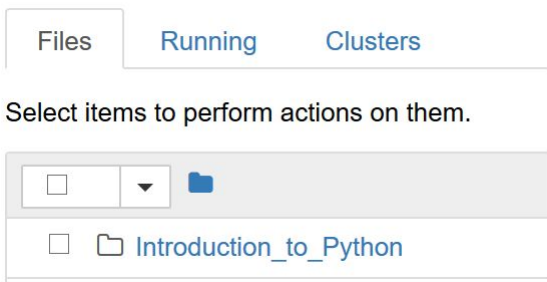 Files Running Clusters
Select items to perform actions on them.
Introduction_to_Python